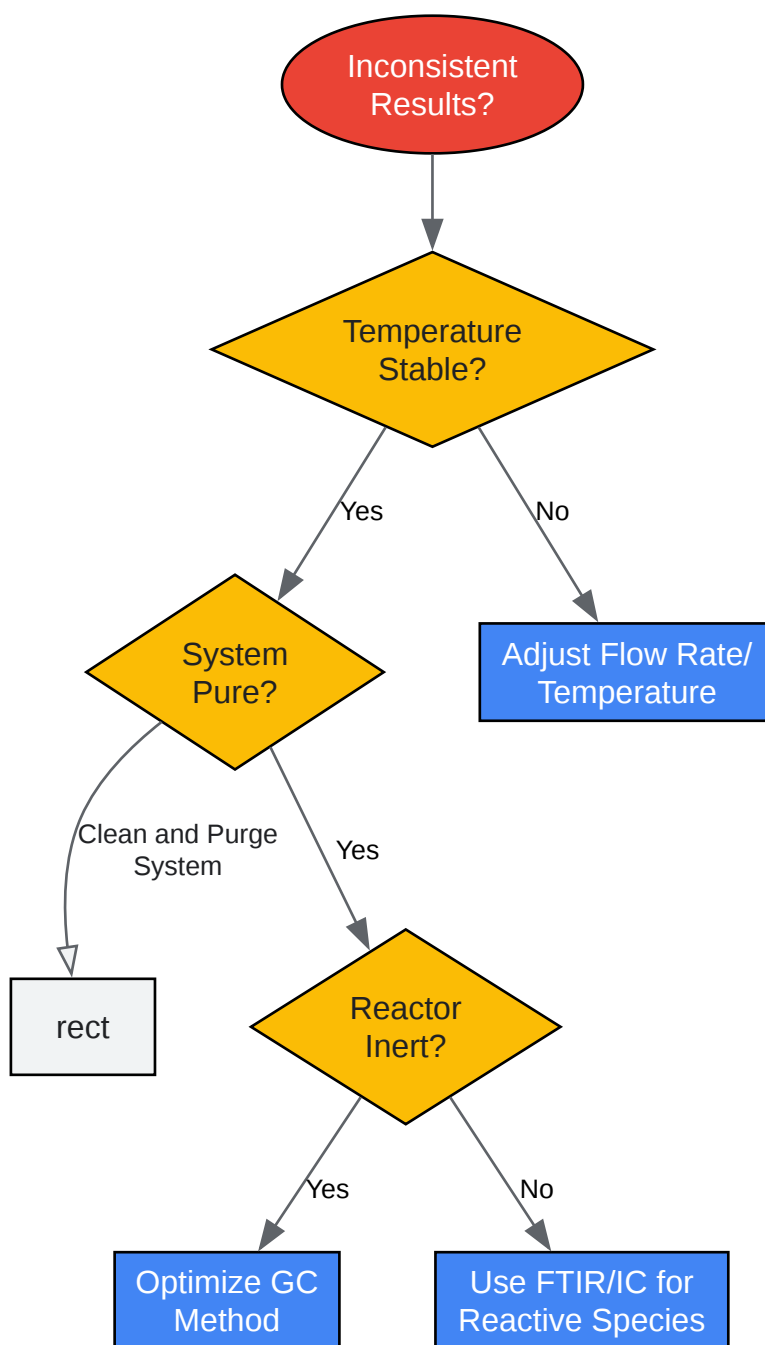 Inconsistent
Results?
Temperature
Stable?
Yes
No
System
Pure?
Adjust Flow Rate/
Temperature
Clean and Purge
System
Yes
rect
Reactor
Inert?
Yes
No
Optimize GC
Method
Use FTIR/IC for
Reactive Species